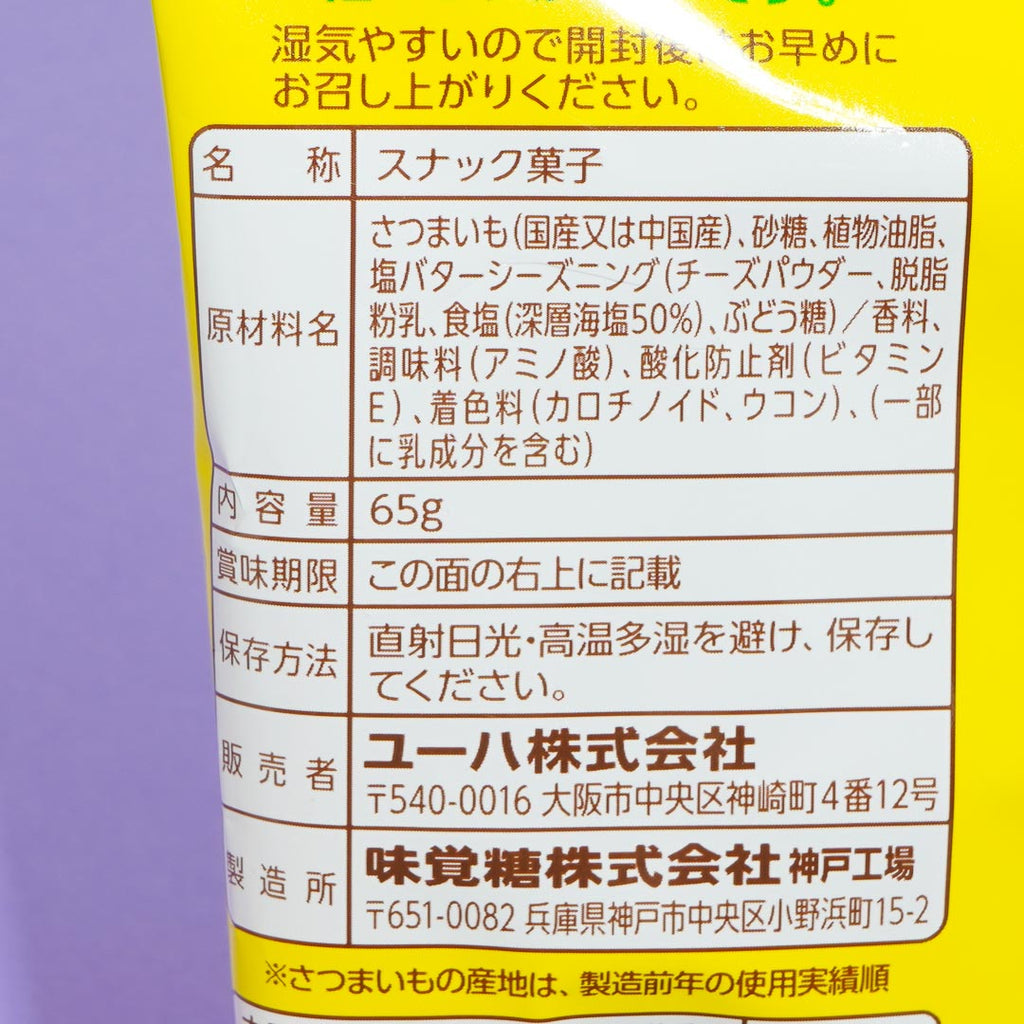 湿気やすいので開封後はお早めに
お召し上がりください。
名称 スナック菓子
原材料名 さつまいも(国産又は中国産)、砂糖、植物油脂、
塩バターシーズニング(チーズパウダー、脱脂
粉乳、食塩(深層海塩50%)、ぶどう糖)/香料、
調味料(アミノ酸)、酸化防止剤(ビタミン
E)、着色料(カロチノイド、ウコン)、(一部
に乳成分を含む)
内容量 65g
賞味期限 この面の右上に記載
保存方法 直射日光・高温多湿を避け、保存し
てください。
販売者 ユーハ株式会社
〒540-0016 大阪市中央区神崎町4番12号
製造所 味覚糖株式会社 神戸工場
〒651-0082 兵庫県神戸市中央区小野浜町15-2
※さつまいもの産地は、製造前年の使用実績順